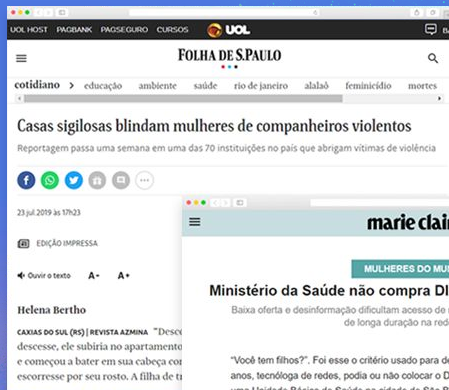 UOL HOST PAGBANK PAGSEGURO CURSOS UOL
FOLHA DE S.PAULO
cotidiano > educação ambiente saúde rio de janeiro alalaô feminicídio mortes
Casas sigilosas blindam mulheres de companheiros violentos
Reportagem passa uma semana em uma das 70 instituições no país que abrigam vítimas de violência
23.jul.2019 às 17h23
EDIÇÃO IMPRESSA
Ouvir o texto A- A+
Helena Bertho
CAXIAS DO SUL (RS) | REVISTA AZMINA "Desc
descesse, ele subiria no apartamento
e começou a bater em sua cabeça con
escorresse por seu rosto. A filha de t
marie clai
MULHERES DO MU
Ministério da Saúde não compra DI
Baixa oferta e desinformação dificultam acesso de
de longa duração na red
"Você tem filhos?". Foi esse o critério usado para de
anos, tecnóloga de redes, podia ou não colocar o D